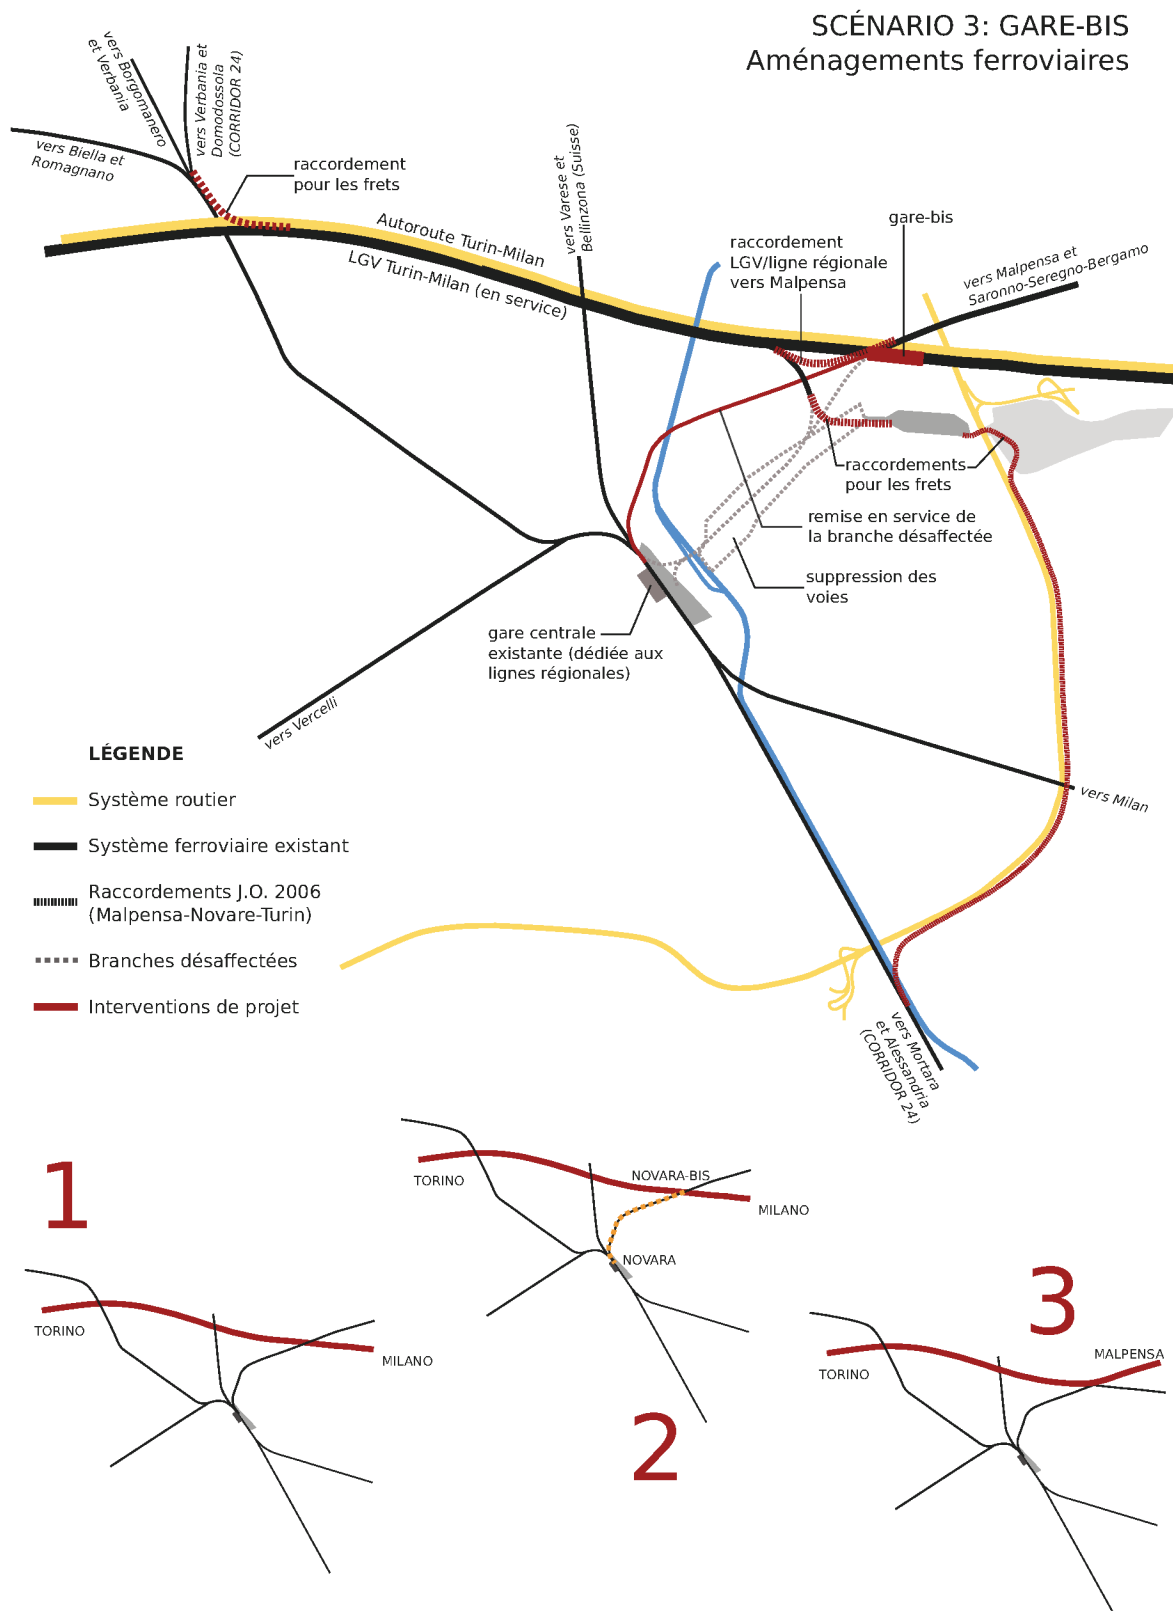 SCÉNARIO 3: GARE-BIS
Aménagements ferroviaires
vers Borgomanero
et Verbania
vers Verbania et
Domodossola
(CORRIDOR 24)
vers Biella et
Romagnano
raccordement
pour les frets
vers Varese et
Bellinzona (Suisse)
Autoroute Turin-Milan
LGV Turin-Milan (en service)
raccordement
LGV/ligne régionale
vers Malpensa
gare-bis
vers Malpensa et
Saronno-Seregno-Bergamo
raccordements
pour les frets
remise en service de
la branche désaffectée
suppression des
voies
gare centrale
existante (dédiée aux
lignes régionales)
vers Vercelli
vers Milan
LÉGENDE
Système routier
Système ferroviaire existant
Raccordements J.O. 2006
(Malpensa-Novare-Turin)
Branches désaffectées
Interventions de projet
vers Mortara
et Alessandria
(CORRIDOR 24)
1
TORINO
MILANO
TORINO
NOVARA-BIS
MILANO
NOVARA
2
3
TORINO
MALPENSA